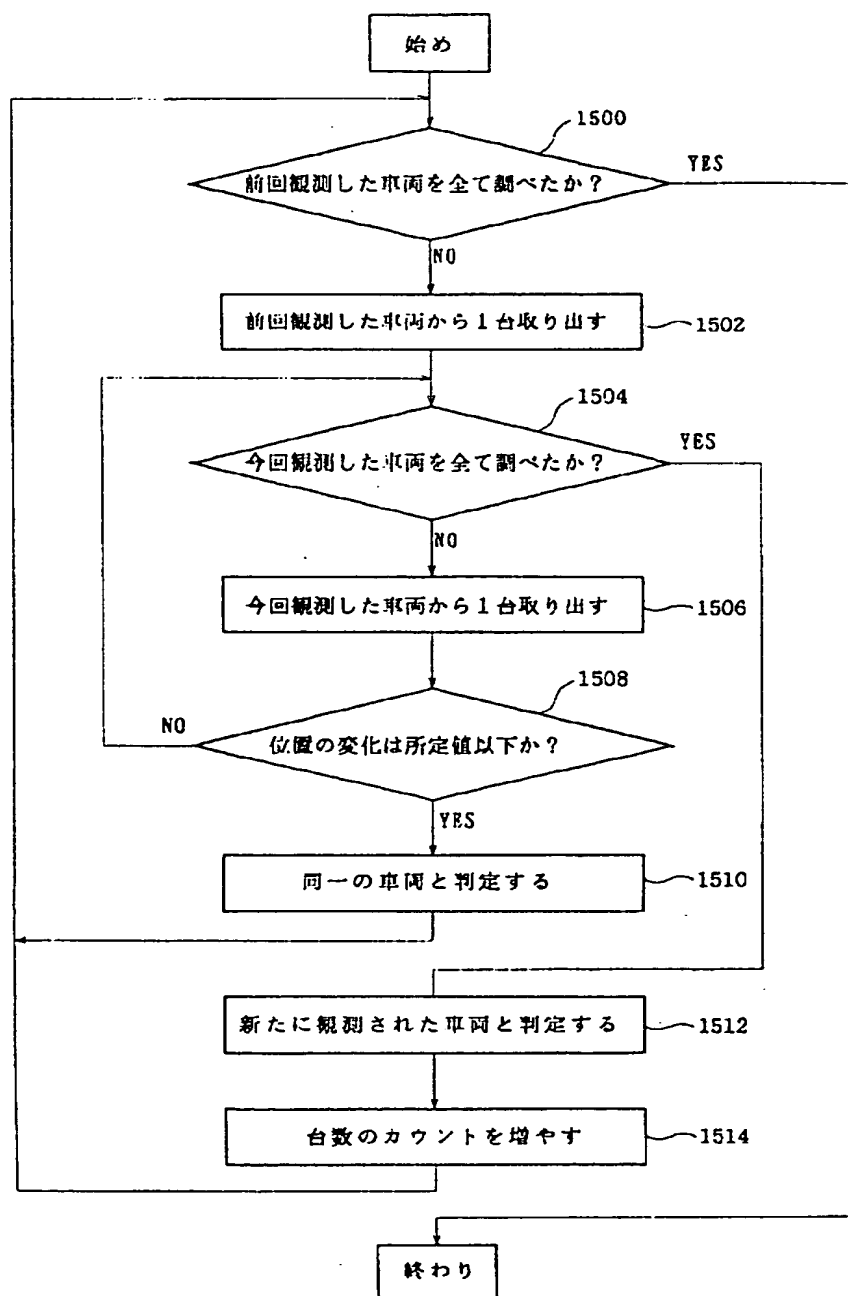 始め
1500
前回観測した車両を全て調べたか？
YES
NO
前回観測した車両から1台取り出す
1502
1504
今回観測した車両を全て調べたか？
YES
NO
今回観測した車両から1台取り出す
1506
1508
NO
位置の変化は所定値以下か？
YES
同一の車両と判定する
1510
新たに観測された車両と判定する
1512
台数のカウントを増やす
1514
終わり